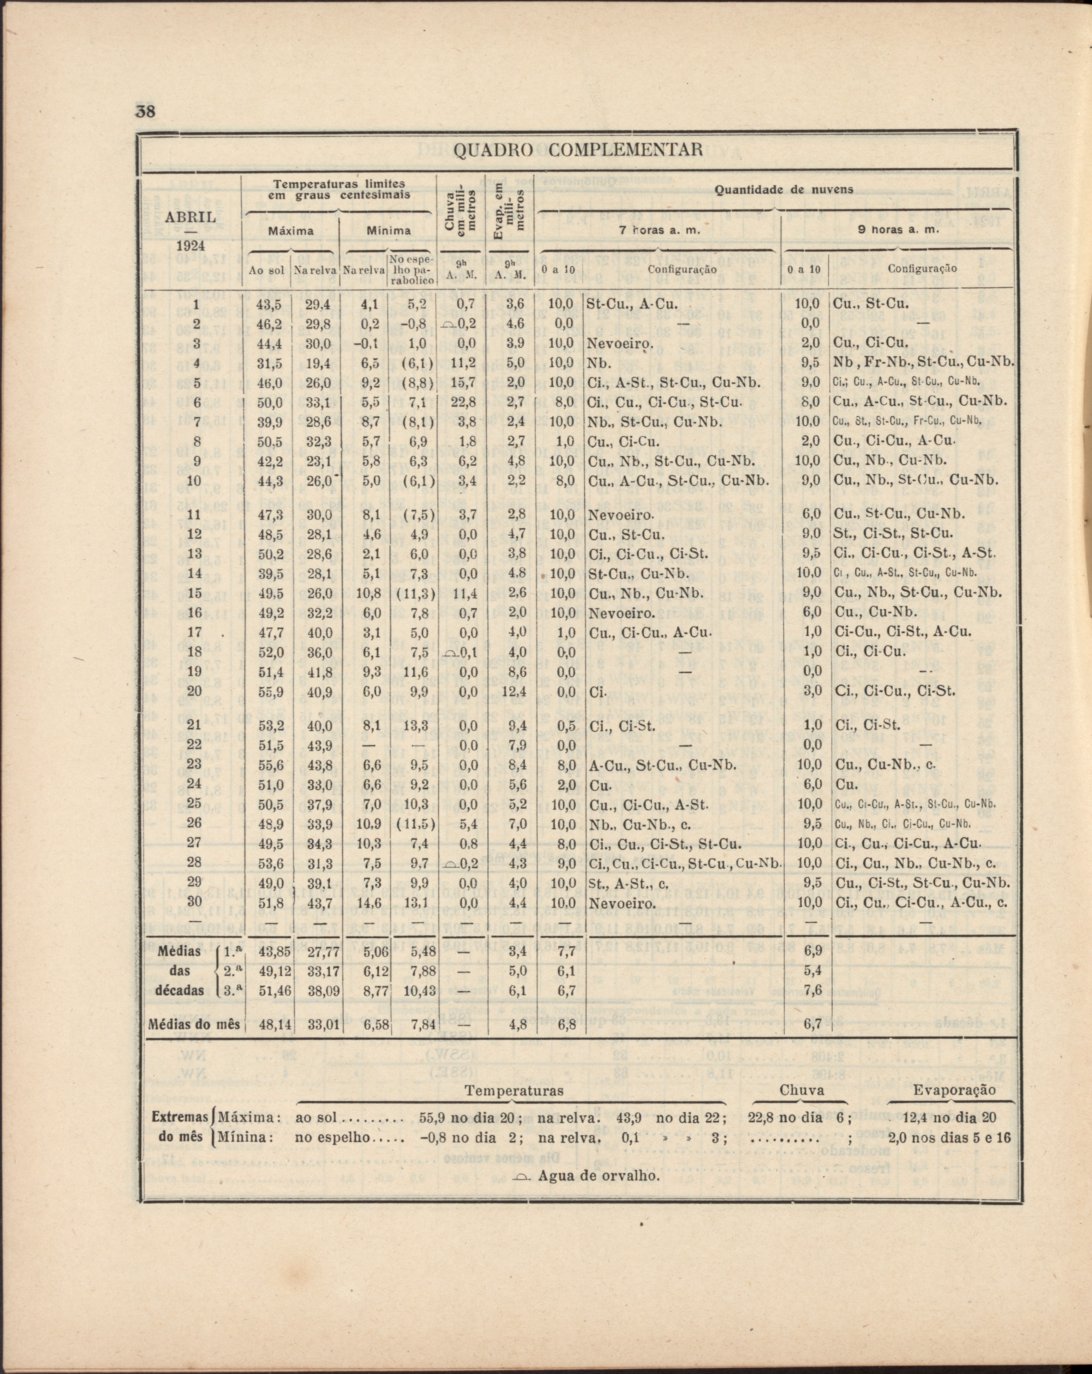 38
QUADRO COMPLEMENTAR
ABRIL
—
1924
Temperaturas limites
em graus centesimais
Chuva
em mili-
metros
Evap. em
mili-
metros
Quantidade de nuvens
Máxima Mínima 7 horas a. m. 9 horas a. m.
Ao sol Na relva Na relva No espe-
lho pa-
rabolico 9h
A. M. 9h
A. M. 0 a 10 Configuração 0 a 10 Configuração
1 43,5 29,4 4,1 5,2 0,7 3,6 10,0 St-Cu., A-Cu. 10,0 Cu., St-Cu.
2 46,2 29,8 0,2 –0,8 ⌓0,2 4,6 0,0 — 0,0 —
3 44,4 30,0 –0,1 1,0 0,0 3,9 10,0 Nevoeiro. 2,0 Cu., Ci-Cu.
4 31,5 19,4 6,5 (6,1) 11,2 5,0 10,0 Nb. 9,5 Nb, Fr-Nb., St-Cu., Cu-Nb.
5 46,0 26,0 9,2 (8,8) 15,7 2,0 10,0 Ci., A-St., St-Cu., Cu-Nb. 9,0 Ci.; Cu., A-Cu., St-Cu., Cu-Nb.
6 50,0 33,1 5,5 7,1 22,8 2,7 8,0 Ci., Cu., Ci-Cu., St-Cu. 8,0 Cu., A-Cu., St-Cu., Cu-Nb.
7 39,9 28,6 8,7 (8,1) 3,8 2,4 10,0 Nb., St-Cu., Cu-Nb. 10,0 Cu., St., St-Cu., Fr-Cu., Cu-Nb.
8 50,5 32,3 5,7 6,9 1,8 2,7 1,0 Cu., Ci-Cu. 2,0 Cu., Ci-Cu., A-Cu.
9 42,2 23,1 5,8 6,3 6,2 4,8 10,0 Cu., Nb., St-Cu., Cu-Nb. 10,0 Cu., Nb., Cu-Nb.
10 44,3 26,0 5,0 (6,1) 3,4 2,2 8,0 Cu., A-Cu., St-Cu., Cu-Nb. 9,0 Cu., Nb., St-Cu., Cu-Nb.
11 47,3 30,0 8,1 (7,5) 3,7 2,8 10,0 Nevoeiro. 6,0 Cu., St-Cu., Cu-Nb.
12 48,5 28,1 4,6 4,9 0,0 4,7 10,0 Cu., St-Cu. 9,0 St., Ci-St., St-Cu.
13 50,2 28,6 2,1 6,0 0,0 3,8 10,0 Ci., Ci-Cu., Ci-St. 9,5 Ci., Ci-Cu., Ci-St., A-St.
14 39,5 28,1 5,1 7,3 0,0 4,8 10,0 St-Cu., Cu-Nb. 10,0 Ci, Cu., A-St., St-Cu., Cu-Nb.
15 49,5 26,0 10,8 (11,3) 11,4 2,6 10,0 Cu., Nb., Cu-Nb. 9,0 Cu., Nb., St-Cu., Cu-Nb.
16 49,2 32,2 6,0 7,8 0,7 2,0 10,0 Nevoeiro. 6,0 Cu., Cu-Nb.
17 47,7 40,0 3,1 5,0 0,0 4,0 1,0 Cu., Ci-Cu., A-Cu. 1,0 Ci-Cu., Ci-St., A-Cu.
18 52,0 36,0 6,1 7,5 ⌓0,1 4,0 0,0 — 1,0 Ci., Ci-Cu.
19 51,4 41,8 9,3 11,6 0,0 8,6 0,0 — 0,0 —
20 55,9 40,9 6,0 9,9 0,0 12,4 0,0 Ci. 3,0 Ci., Ci-Cu., Ci-St.
21 53,2 40,0 8,1 13,3 0,0 9,4 0,5 Ci., Ci-St. 1,0 Ci., Ci-St.
22 51,5 43,9 — — 0,0 7,9 0,0 — 0,0 —
23 55,6 43,8 6,6 9,5 0,0 8,4 8,0 A-Cu., St-Cu., Cu-Nb. 10,0 Cu., Cu-Nb., c.
24 51,0 33,0 6,6 9,2 0,0 5,6 2,0 Cu. 6,0 Cu.
25 50,5 37,9 7,0 10,3 0,0 5,2 10,0 Cu., Ci-Cu., A-St. 10,0 Cu., Ci-Cu., A-St., St-Cu., Cu-Nb.
26 48,9 33,9 10,9 (11,5) 5,4 7,0 10,0 Nb., Cu-Nb., c. 9,5 Cu., Nb., Ci., Ci-Cu., Cu-Nb.
27 49,5 34,3 10,3 7,4 0,8 4,4 8,0 Ci., Cu., Ci-St., St-Cu. 10,0 Ci., Cu., Ci-Cu., A-Cu.
28 53,6 31,3 7,5 9,7 ⌓0,2 4,3 9,0 Ci., Cu., Ci-Cu., St-Cu., Cu-Nb. 10,0 Ci., Cu., Nb., Cu-Nb., c.
29 49,0 39,1 7,3 9,9 0,0 4,0 10,0 St., A-St., c. 9,5 Cu., Ci-St., St-Cu., Cu-Nb.
30 51,8 43,7 14,6 13,1 0,0 4,4 10,0 Nevoeiro. 10,0 Ci., Cu., Ci-Cu., A-Cu., c.
— — — — — — — — — — —
Médias 1.ª 43,85 27,77 5,06 5,48 — 3,4 7,7 6,9
das 2.ª 49,12 33,17 6,12 7,88 — 5,0 6,1 5,4
décadas 3.ª 51,46 38,09 8,77 10,43 — 6,1 6,7 7,6
Médias do mês 48,14 33,01 6,58 7,84 — 4,8 6,8 6,7
Temperaturas Chuva Evaporação
Extremas Máxima: ao sol ......... 55,9 no dia 20; na relva. 43,9 no dia 22; 22,8 no dia 6; 12,4 no dia 20
do mês Mínina: no espelho..... –0,8 no dia 2; na relva. 0,1 » » 3; .......... ; 2,0 nos dias 5 e 16
⌓ Agua de orvalho.